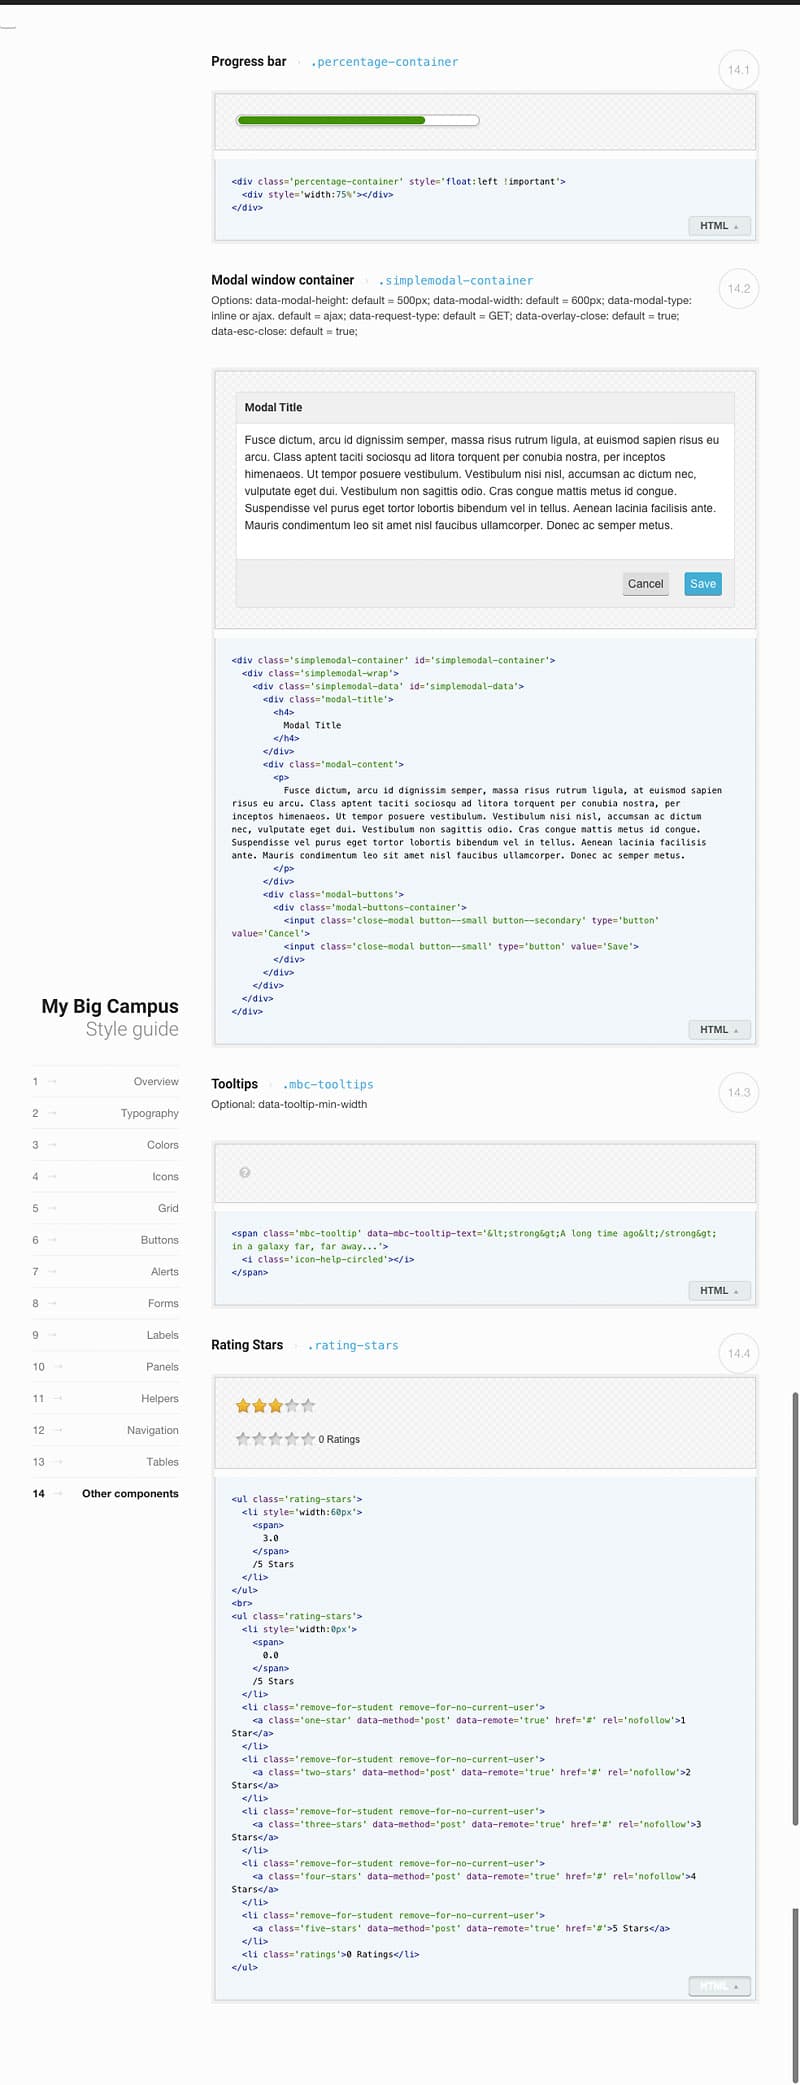 Progress bar › .percentage-container
14.1
<div class='percentage-container' style='float:left !important'>
<div style='width:75%'></div>
</div>
HTML
Modal window container › .simplemodal-container
14.2
Options: data-modal-height: default = 500px; data-modal-width: default = 600px; data-modal-type:
inline or ajax. default = ajax; data-request-type: default = GET; data-overlay-close: default = true;
data-esc-close: default = true;
Modal Title
Fusce dictum, arcu id dignissim semper, massa risus rutrum ligula, at euismod sapien risus eu
arcu. Class aptent taciti sociosqu ad litora torquent per conubia nostra, per inceptos
himenaeos. Ut tempor posuere vestibulum. Vestibulum nisi nisl, accumsan ac dictum nec,
vulputate eget dui. Vestibulum non sagittis odio. Cras congue mattis metus id congue.
Suspendisse vel purus eget tortor lobortis bibendum vel in tellus. Aenean lacinia facilisis ante.
Mauris condimentum leo sit amet nisl faucibus ullamcorper. Donec ac semper metus.
Cancel Save
<div class='simplemodal-container' id='simplemodal-container'>
<div class='simplemodal-wrap'>
<div class='simplemodal-data' id='simplemodal-data'>
<div class='modal-title'>
<h4>
Modal Title
</h4>
</div>
<div class='modal-content'>
<p>
Fusce dictum, arcu id dignissim semper, massa risus rutrum ligula, at euismod sapien
risus eu arcu. Class aptent taciti sociosqu ad litora torquent per conubia nostra, per
inceptos himenaeos. Ut tempor posuere vestibulum. Vestibulum nisi nisl, accumsan ac dictum
nec, vulputate eget dui. Vestibulum non sagittis odio. Cras congue mattis metus id congue.
Suspendisse vel purus eget tortor lobortis bibendum vel in tellus. Aenean lacinia facilisis
ante. Mauris condimentum leo sit amet nisl faucibus ullamcorper. Donec ac semper metus.
</p>
</div>
<div class='modal-buttons'>
<div class='modal-buttons-container'>
<input class='close-modal button--small button--secondary' type='button'
value='Cancel'>
<input class='close-modal button--small' type='button' value='Save'>
</div>
</div>
</div>
</div>
</div>
HTML
My Big Campus
Style guide
1 → Overview
2 → Typography
3 → Colors
4 → Icons
5 → Grid
6 → Buttons
7 → Alerts
8 → Forms
9 → Labels
10 → Panels
11 → Helpers
12 → Navigation
13 → Tables
14 → Other components
Tooltips › .mbc-tooltips
14.3
Optional: data-tooltip-min-width
<span class='mbc-tooltip' data-mbc-tooltip-text='&lt;strong&gt;A long time ago&lt;/strong&gt;
in a galaxy far, far away...'>
<i class='icon-help-circled'></i>
</span>
HTML
Rating Stars › .rating-stars
14.4
0 Ratings
<ul class='rating-stars'>
<li style='width:60px'>
<span>
3.0
</span>
/5 Stars
</li>
</ul>
<br>
<ul class='rating-stars'>
<li style='width:0px'>
<span>
0.0
</span>
/5 Stars
</li>
<li class='remove-for-student remove-for-no-current-user'>
<a class='one-star' data-method='post' data-remote='true' href='#' rel='nofollow'>1
Star</a>
</li>
<li class='remove-for-student remove-for-no-current-user'>
<a class='two-stars' data-method='post' data-remote='true' href='#' rel='nofollow'>2
Stars</a>
</li>
<li class='remove-for-student remove-for-no-current-user'>
<a class='three-stars' data-method='post' data-remote='true' href='#' rel='nofollow'>3
Stars</a>
</li>
<li class='remove-for-student remove-for-no-current-user'>
<a class='four-stars' data-method='post' data-remote='true' href='#' rel='nofollow'>4
Stars</a>
</li>
<li class='remove-for-student remove-for-no-current-user'>
<a class='five-stars' data-method='post' data-remote='true' href='#'>5 Stars</a>
</li>
<li class='ratings'>0 Ratings</li>
</ul>
HTML